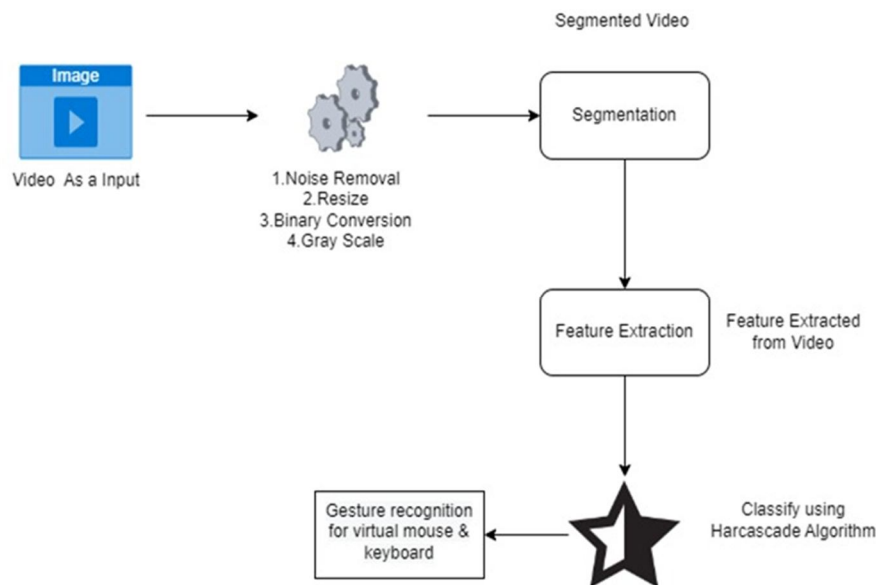 Segmented Video
Image
Video As a Input
1.Noise Removal
2.Resize
3.Binary Conversion
4.Gray Scale
Segmentation
Feature Extraction
Feature Extracted
from Video
Classify using
Harcascade Algorithm
Gesture recognition
for virtual mouse &
keyboard